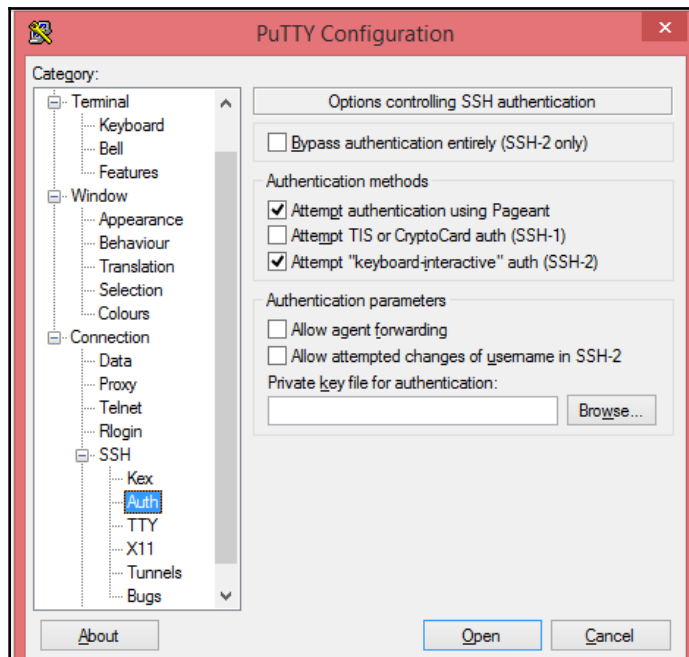 PuTTY Configuration
×
Category:
Terminal
Keyboard
Bell
Features
Window
Appearance
Behaviour
Translation
Selection
Colours
Connection
Data
Proxy
Telnet
Rlogin
SSH
Kex
Auth
TTY
X11
Tunnels
Bugs
Options controlling SSH authentication
Bypass authentication entirely (SSH-2 only)
Authentication methods
Attempt authentication using Pageant
Attempt TIS or CryptoCard auth (SSH-1)
Attempt "keyboard-interactive" auth (SSH-2)
Authentication parameters
Allow agent forwarding
Allow attempted changes of username in SSH-2
Private key file for authentication:
Browse...
About
Open
Cancel